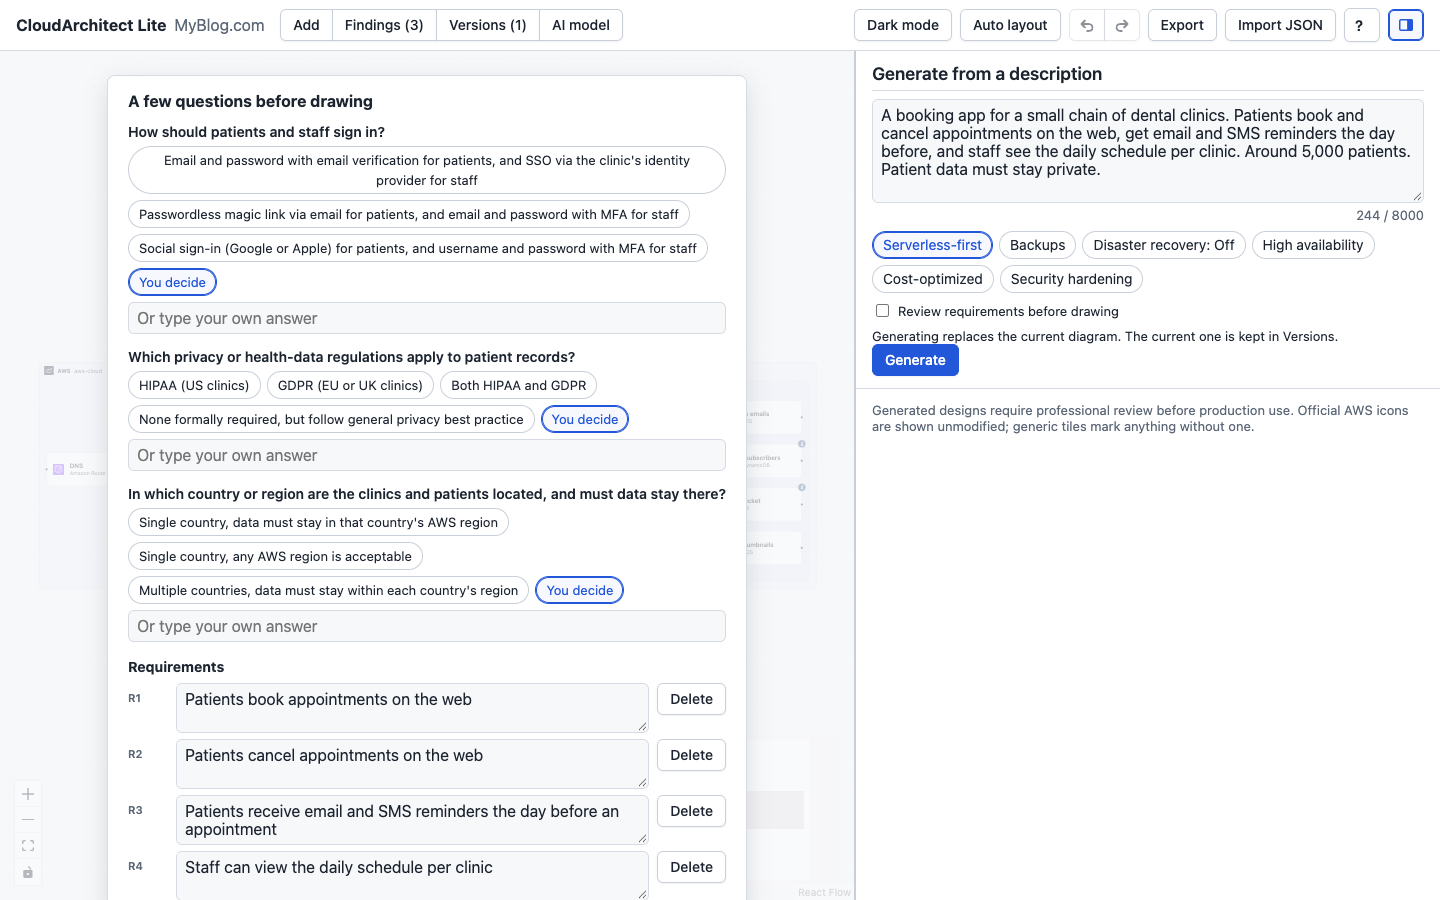 CloudArchitect Lite MyBlog.com Add Findings (3) Versions (1) AI model Dark mode Auto layout Export Import JSON ?
A few questions before drawing
How should patients and staff sign in?
Email and password with email verification for patients, and SSO via the clinic's identity
provider for staff
Passwordless magic link via email for patients, and email and password with MFA for staff
Social sign-in (Google or Apple) for patients, and username and password with MFA for staff
You decide
Or type your own answer
Which privacy or health-data regulations apply to patient records?
HIPAA (US clinics) GDPR (EU or UK clinics) Both HIPAA and GDPR
None formally required, but follow general privacy best practice You decide
Or type your own answer
In which country or region are the clinics and patients located, and must data stay there?
Single country, data must stay in that country's AWS region
Single country, any AWS region is acceptable
Multiple countries, data must stay within each country's region You decide
Or type your own answer
Requirements
R1 Patients book appointments on the web Delete
R2 Patients cancel appointments on the web Delete
R3 Patients receive email and SMS reminders the day before an
appointment Delete
R4 Staff can view the daily schedule per clinic Delete
AWS aws-cloud
DNS
Amazon Route
emails
ubscribers
cket
umbnails
React Flow
Generate from a description
A booking app for a small chain of dental clinics. Patients book and
cancel appointments on the web, get email and SMS reminders the day
before, and staff see the daily schedule per clinic. Around 5,000 patients.
Patient data must stay private.
244 / 8000
Serverless-first Backups Disaster recovery: Off High availability
Cost-optimized Security hardening
Review requirements before drawing
Generating replaces the current diagram. The current one is kept in Versions.
Generate
Generated designs require professional review before production use. Official AWS icons
are shown unmodified; generic tiles mark anything without one.